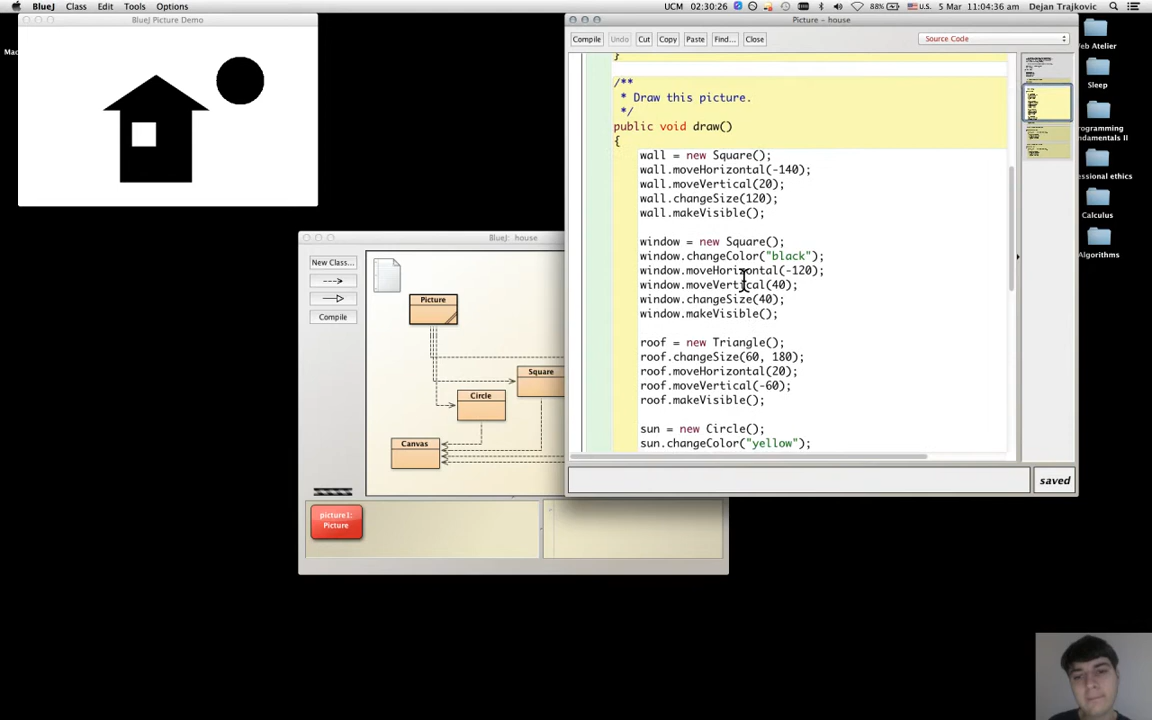 BlueJ Class Edit Tools Options
UCM 02:30:26 88% U.S. 5 Mar 11:04:36 am Dejan Trajkovic
BlueJ Picture Demo
Picture – house
Compile Undo Cut Copy Paste Find... Close
Source Code
}
/**
* Draw this picture.
*/
public void draw()
{
wall = new Square();
wall.moveHorizontal(-140);
wall.moveVertical(20);
wall.changeSize(120);
wall.makeVisible();
window = new Square();
window.changeColor("black");
window.moveHorizontal(-120);
window.moveVertical(40);
window.changeSize(40);
window.makeVisible();
roof = new Triangle();
roof.changeSize(60, 180);
roof.moveHorizontal(20);
roof.moveVertical(-60);
roof.makeVisible();
sun = new Circle();
sun.changeColor("yellow");
saved
BlueJ: house
New Class...
Compile
Picture
Square
Circle
Canvas
picture1:
Picture
Mac
eb Atelier
Sleep
rogramming
ndamentals II
essional ethics
Calculus
Algorithms